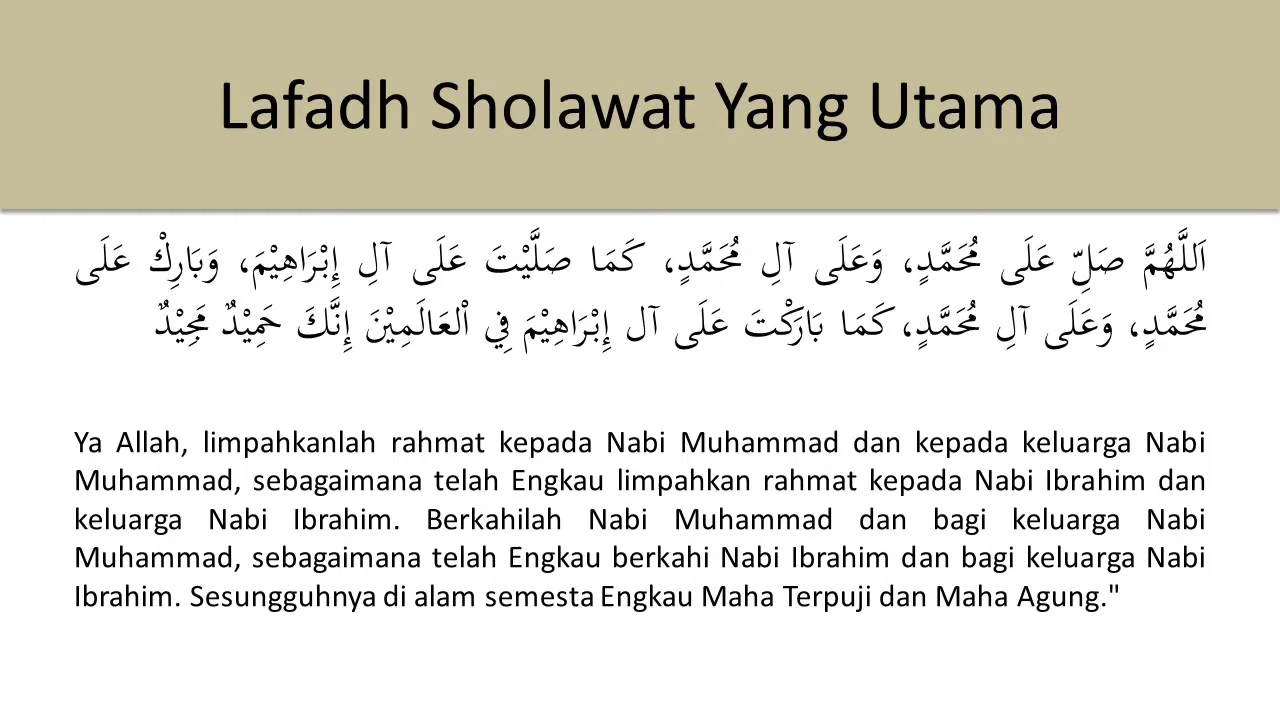 Lafadh Sholawat Yang Utama
اَللَّهُمَّ صَلِّ عَلَى مُحَمَّدٍ، وَعَلَى آلِ مُحَمَّدٍ، كَمَا صَلَّيْتَ عَلَى آلِ إِبْرَاهِيْمَ، وَبَارِكْ عَلَى
مُحَمَّدٍ، وَعَلَى آلِ مُحَمَّدٍ، كَمَا بَارَكْتَ عَلَى آل إِبْرَاهِيْمَ فِي اْلعَالَمِيْنَ إِنَّكَ حَمِيْدٌ مَجِيْدٌ
Ya Allah, limpahkanlah rahmat kepada Nabi Muhammad dan kepada keluarga Nabi
Muhammad, sebagaimana telah Engkau limpahkan rahmat kepada Nabi Ibrahim dan
keluarga Nabi Ibrahim. Berkahilah Nabi Muhammad dan bagi keluarga Nabi
Muhammad, sebagaimana telah Engkau berkahi Nabi Ibrahim dan bagi keluarga Nabi
Ibrahim. Sesungguhnya di alam semesta Engkau Maha Terpuji dan Maha Agung."